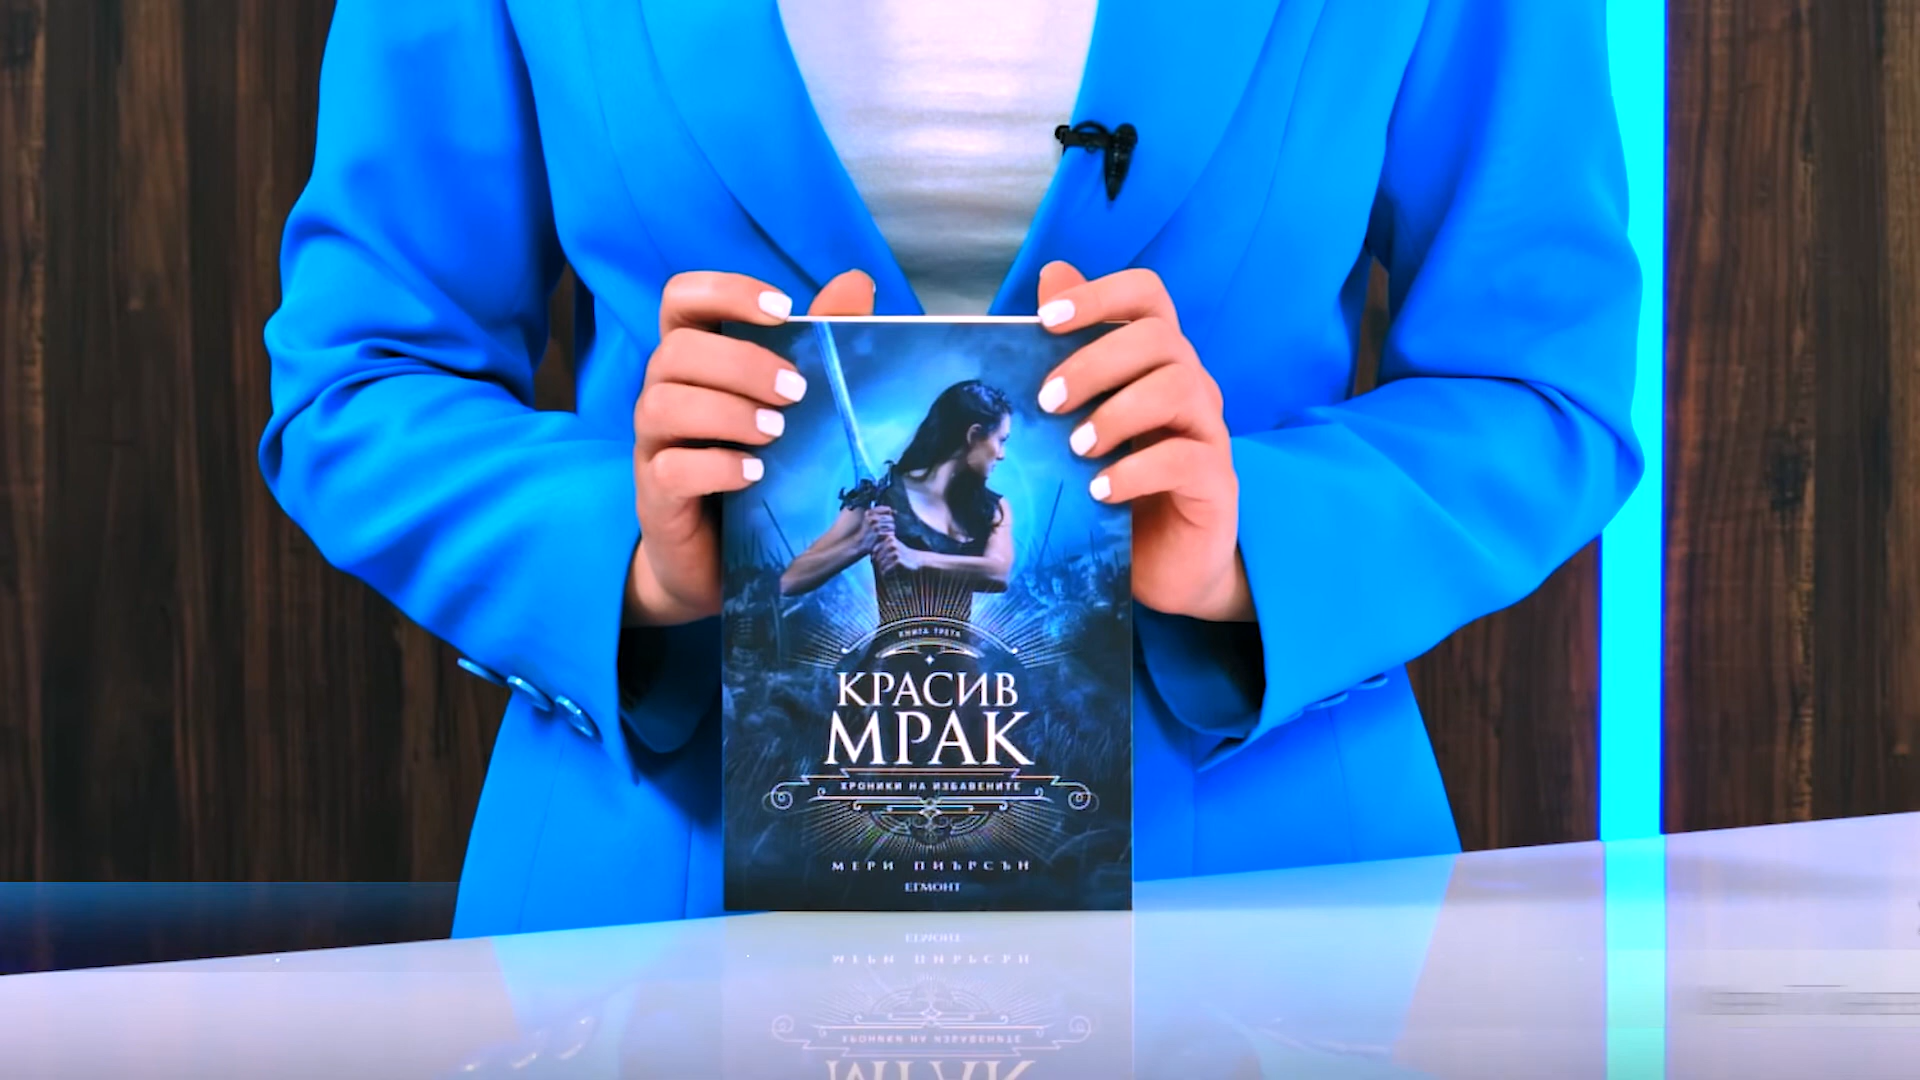 КНИГА ТРЕТА
КРАСИВ
МРАК
ХРОНИКИ НА ИЗБАВЕНИТЕ
МЕРИ ПИЪРСЪН
ЕГМОНТ